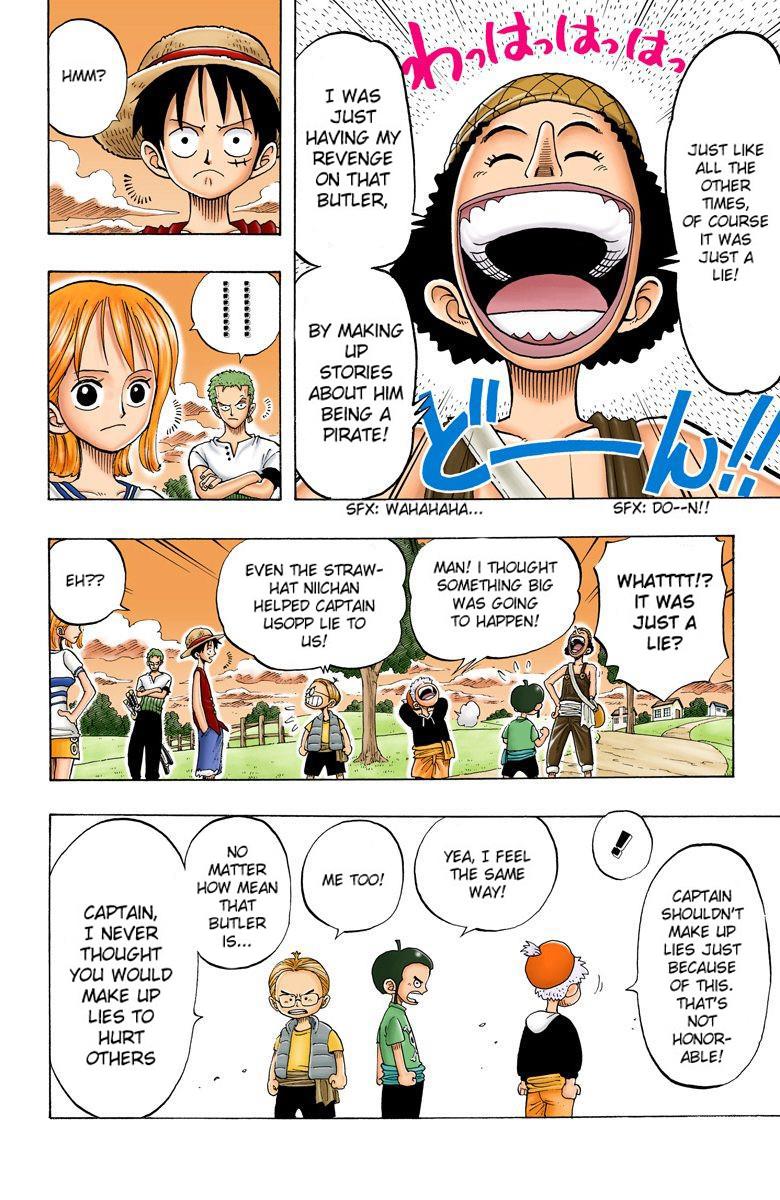 わっはっはっはっ
JUST LIKE
ALL THE
OTHER
TIMES,
OF COURSE
IT WAS
JUST A
LIE!
I WAS
JUST
HAVING MY
REVENGE
ON THAT
BUTLER,
BY MAKING
UP
STORIES
ABOUT HIM
BEING A
PIRATE!
どーん!!
SFX: WAHAHAHA...
SFX: DO--N!!
HMM?
!!
WHATTTT!?
IT WAS
JUST A
LIE?
MAN! I THOUGHT
SOMETHING BIG
WAS GOING
TO HAPPEN!
EVEN THE STRAW-
HAT NIICHAN
HELPED CAPTAIN
USOPP LIE TO
US!
EH??
CAPTAIN
SHOULDN'T
MAKE UP
LIES JUST
BECAUSE
OF THIS.
THAT'S
NOT
HONOR-
ABLE!
!
YEA, I FEEL
THE SAME
WAY!
ME TOO!
NO
MATTER
HOW MEAN
THAT
BUTLER
IS...
CAPTAIN,
I NEVER
THOUGHT
YOU WOULD
MAKE UP
LIES TO
HURT
OTHERS